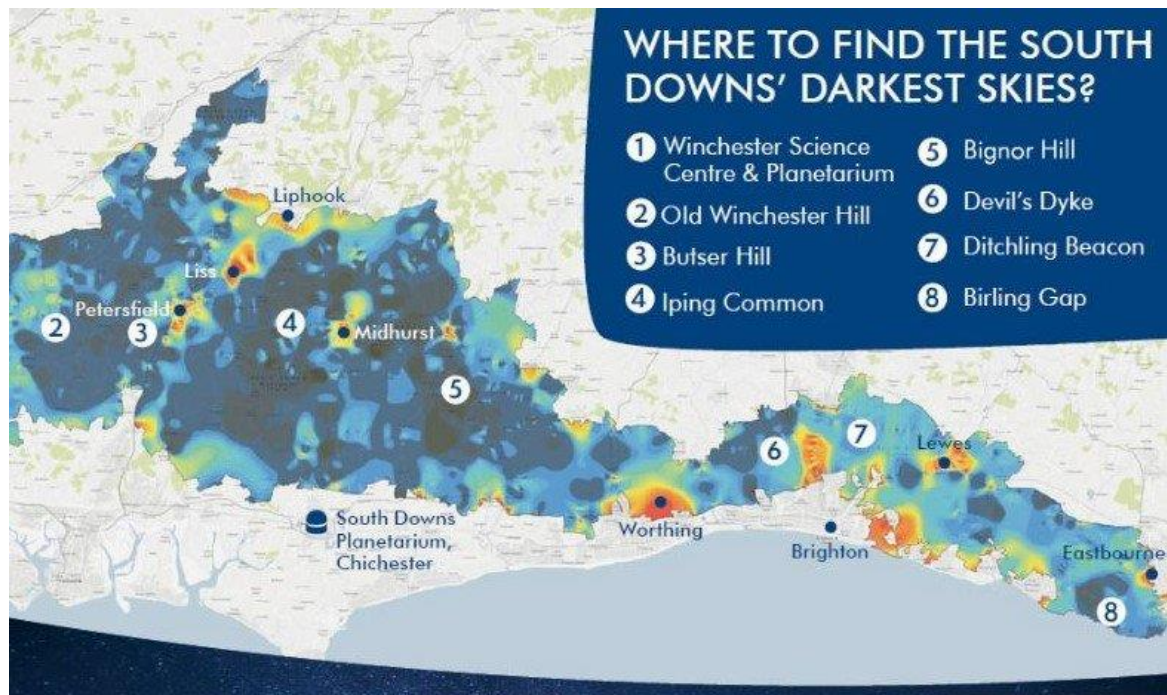 WHERE TO FIND THE SOUTH
DOWNS' DARKEST SKIES?
1 Winchester Science
Centre & Planetarium
2 Old Winchester Hill
3 Butser Hill
4 Iping Common
5 Bignor Hill
6 Devil's Dyke
7 Ditchling Beacon
8 Birling Gap
Liphook
Liss
Petersfield
2
3
4
Midhurst
5
6
7
Lewes
South Downs
Planetarium,
Chichester
Worthing
Brighton
Eastbourne
8